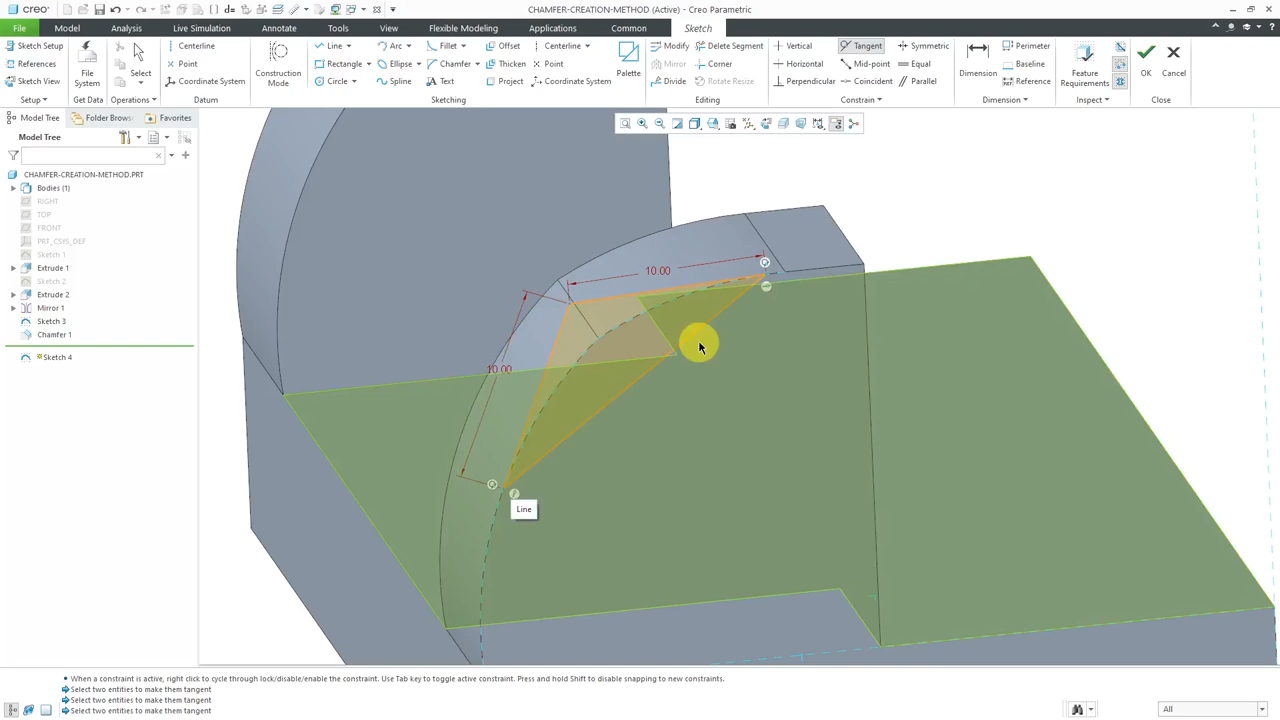 creo
CHAMFER-CREATION-METHOD (Active) - Creo Parametric
File
Model
Analysis
Live Simulation
Annotate
Tools
View
Flexible Modeling
Applications
Common
Sketch
Sketch Setup
References
Sketch View
Setup
File System
Get Data
Select
Operations
Centerline
Point
Coordinate System
Datum
Construction Mode
Line
Rectangle
Circle
Arc
Ellipse
Spline
Fillet
Chamfer
Text
Offset
Thicken
Project
Centerline
Point
Coordinate System
Palette
Sketching
Modify
Mirror
Divide
Delete Segment
Corner
Rotate Resize
Editing
Vertical
Horizontal
Perpendicular
Tangent
Mid-point
Coincident
Symmetric
Equal
Parallel
Constrain
Dimension
Perimeter
Baseline
Reference
Dimension
Feature Requirements
Inspect
OK
Cancel
Close
Model Tree
Folder Brows
Favorites
Model Tree
CHAMFER-CREATION-METHOD.PRT
Bodies (1)
RIGHT
TOP
FRONT
PRT_CSYS_DEF
Sketch 1
Extrude 1
Sketch 2
Extrude 2
Mirror 1
Sketch 3
Chamfer 1
Sketch 4
10.00
10.00
Line
• When a constraint is active, right click to cycle through lock/disable/enable the constraint. Use Tab key to toggle active constraint. Press and hold Shift to disable snapping to new constraints.
Select two entities to make them tangent
Select two entities to make them tangent
Select two entities to make them tangent
All